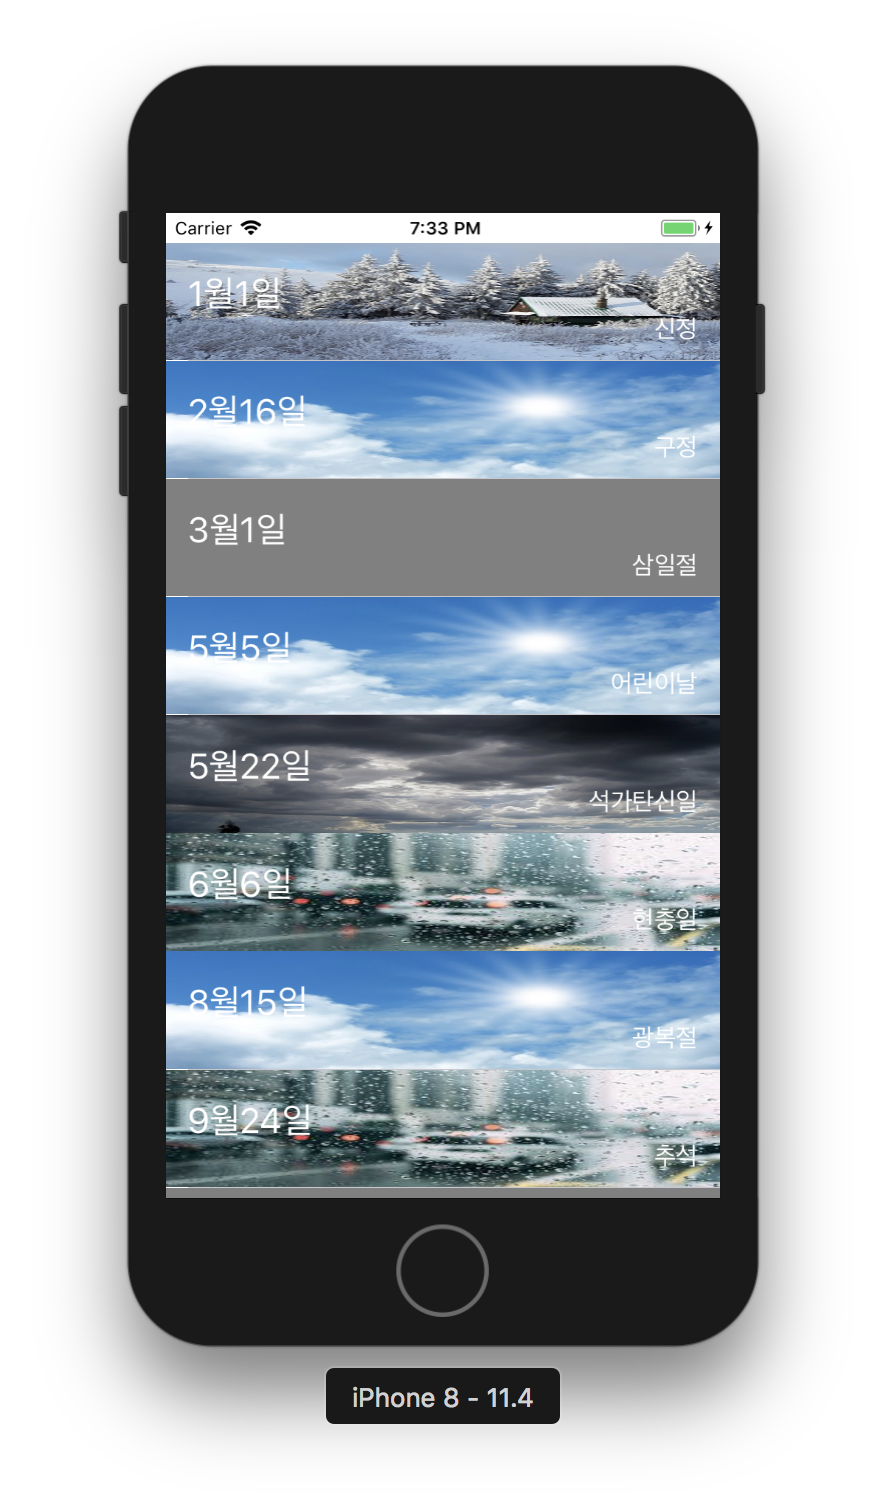 Carrier 7:33 PM
1월1일
신정
2월16일
구정
3월1일
삼일절
5월5일
어린이날
5월22일
석가탄신일
6월6일
현충일
8월15일
광복절
9월24일
추석
iPhone 8 - 11.4